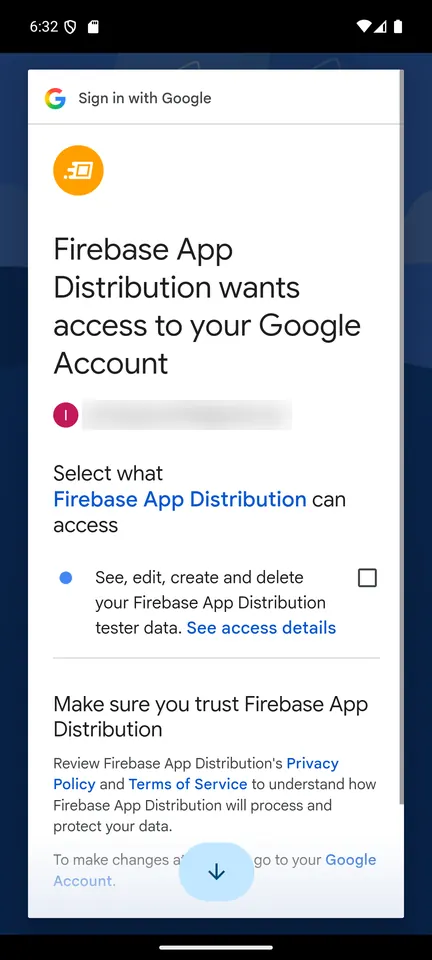 6:32
Sign in with Google
Firebase App
Distribution wants
access to your Google
Account
I
Select what
Firebase App Distribution can
access
See, edit, create and delete
your Firebase App Distribution
tester data. See access details
Make sure you trust Firebase App
Distribution
Review Firebase App Distribution's Privacy
Policy and Terms of Service to understand how
Firebase App Distribution will process and
protect your data.
To make changes at go to your Google
Account.